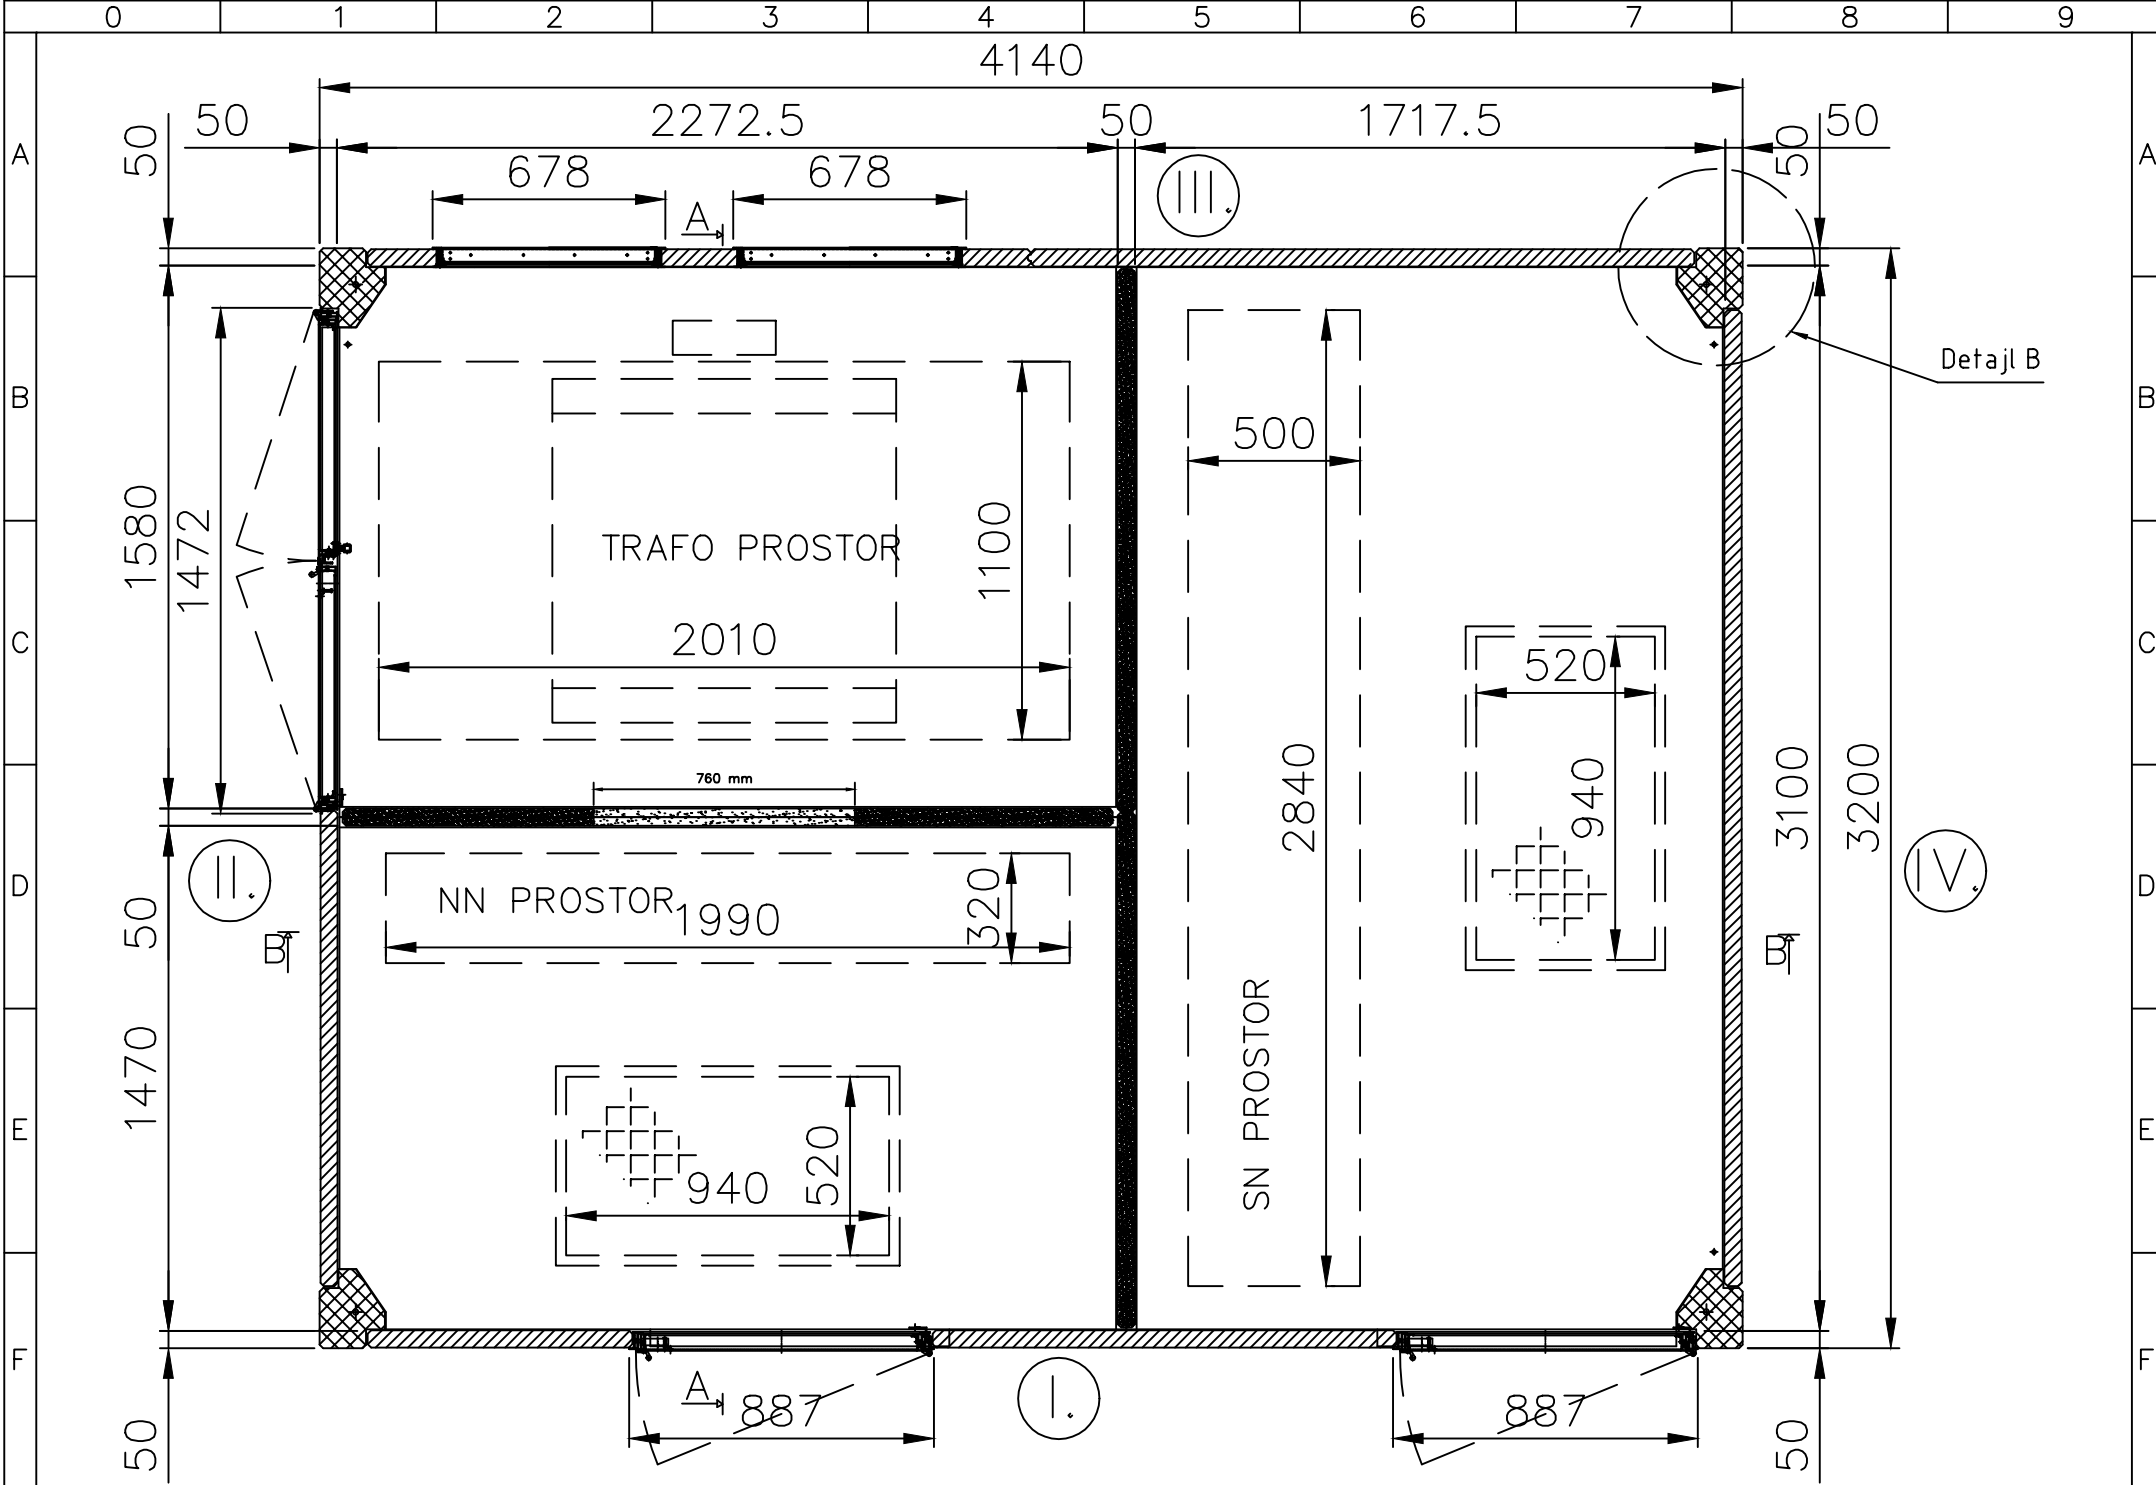 0 1 2 3 4 5 6 7 8 9
4140
50 2272.5 50 1717.5 50
50 50
A A
678 678
A
III.
Detajl B
B B
500
1580
1472
1100
TRAFO PROSTOR
2010
C C
520
940
2840
3100
3200
760 mm
II.
IV.
D D
NN PROSTOR
1990
320
50
B B
1470
SN PROSTOR
E E
940
520
F F
A
887
I.
887
50 50